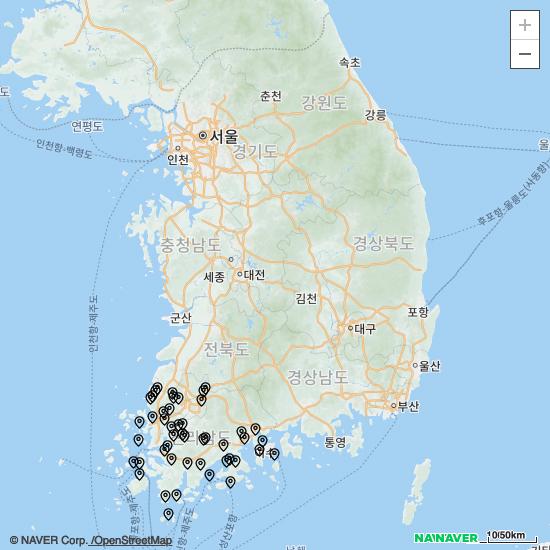 +
−
속초
춘천
강원도
도
강릉
연평도
서울
울
인천
경기도
인천항-백령도
후포항-울릉도(사동항)
충청남도
경상북도
세종
대전
김천
인천항-제주도
군산
포항
대구
전북도
울산
경상남도
부산
통영
© NAVER Corp. /OpenStreetMap
NAVER
10/50km